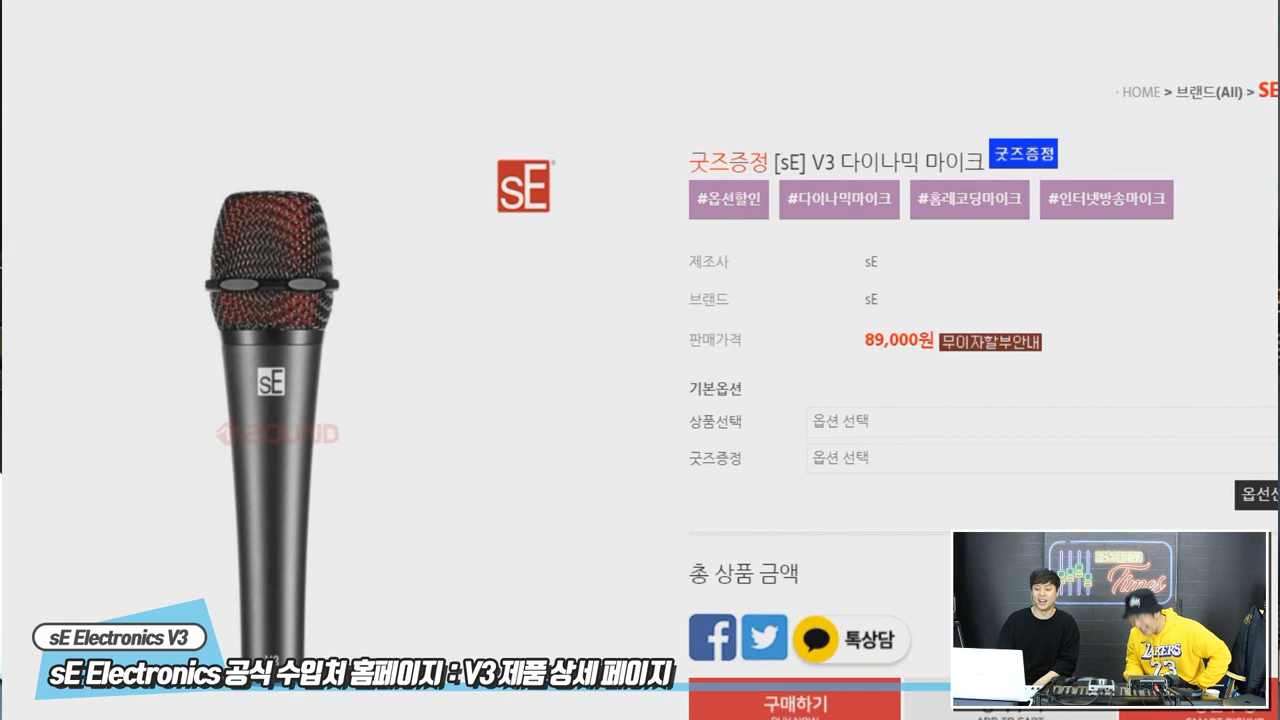 · HOME > 브랜드(All) > SE
굿즈증정 [sE] V3 다이나믹 마이크 굿즈증정
#옵션할인 #다이나믹마이크 #홈레코딩마이크 #인터넷방송마이크
sE
제조사 sE
브랜드 sE
판매가격 89,000원 무이자할부안내
기본옵션
상품선택 옵션 선택
굿즈증정 옵션 선택
sE
SOUND
총 상품 금액
톡상담
구매하기
Times
LAKERS
23
sE Electronics V3
sE Electronics 공식 수입처 홈페이지 : V3 제품 상세 페이지